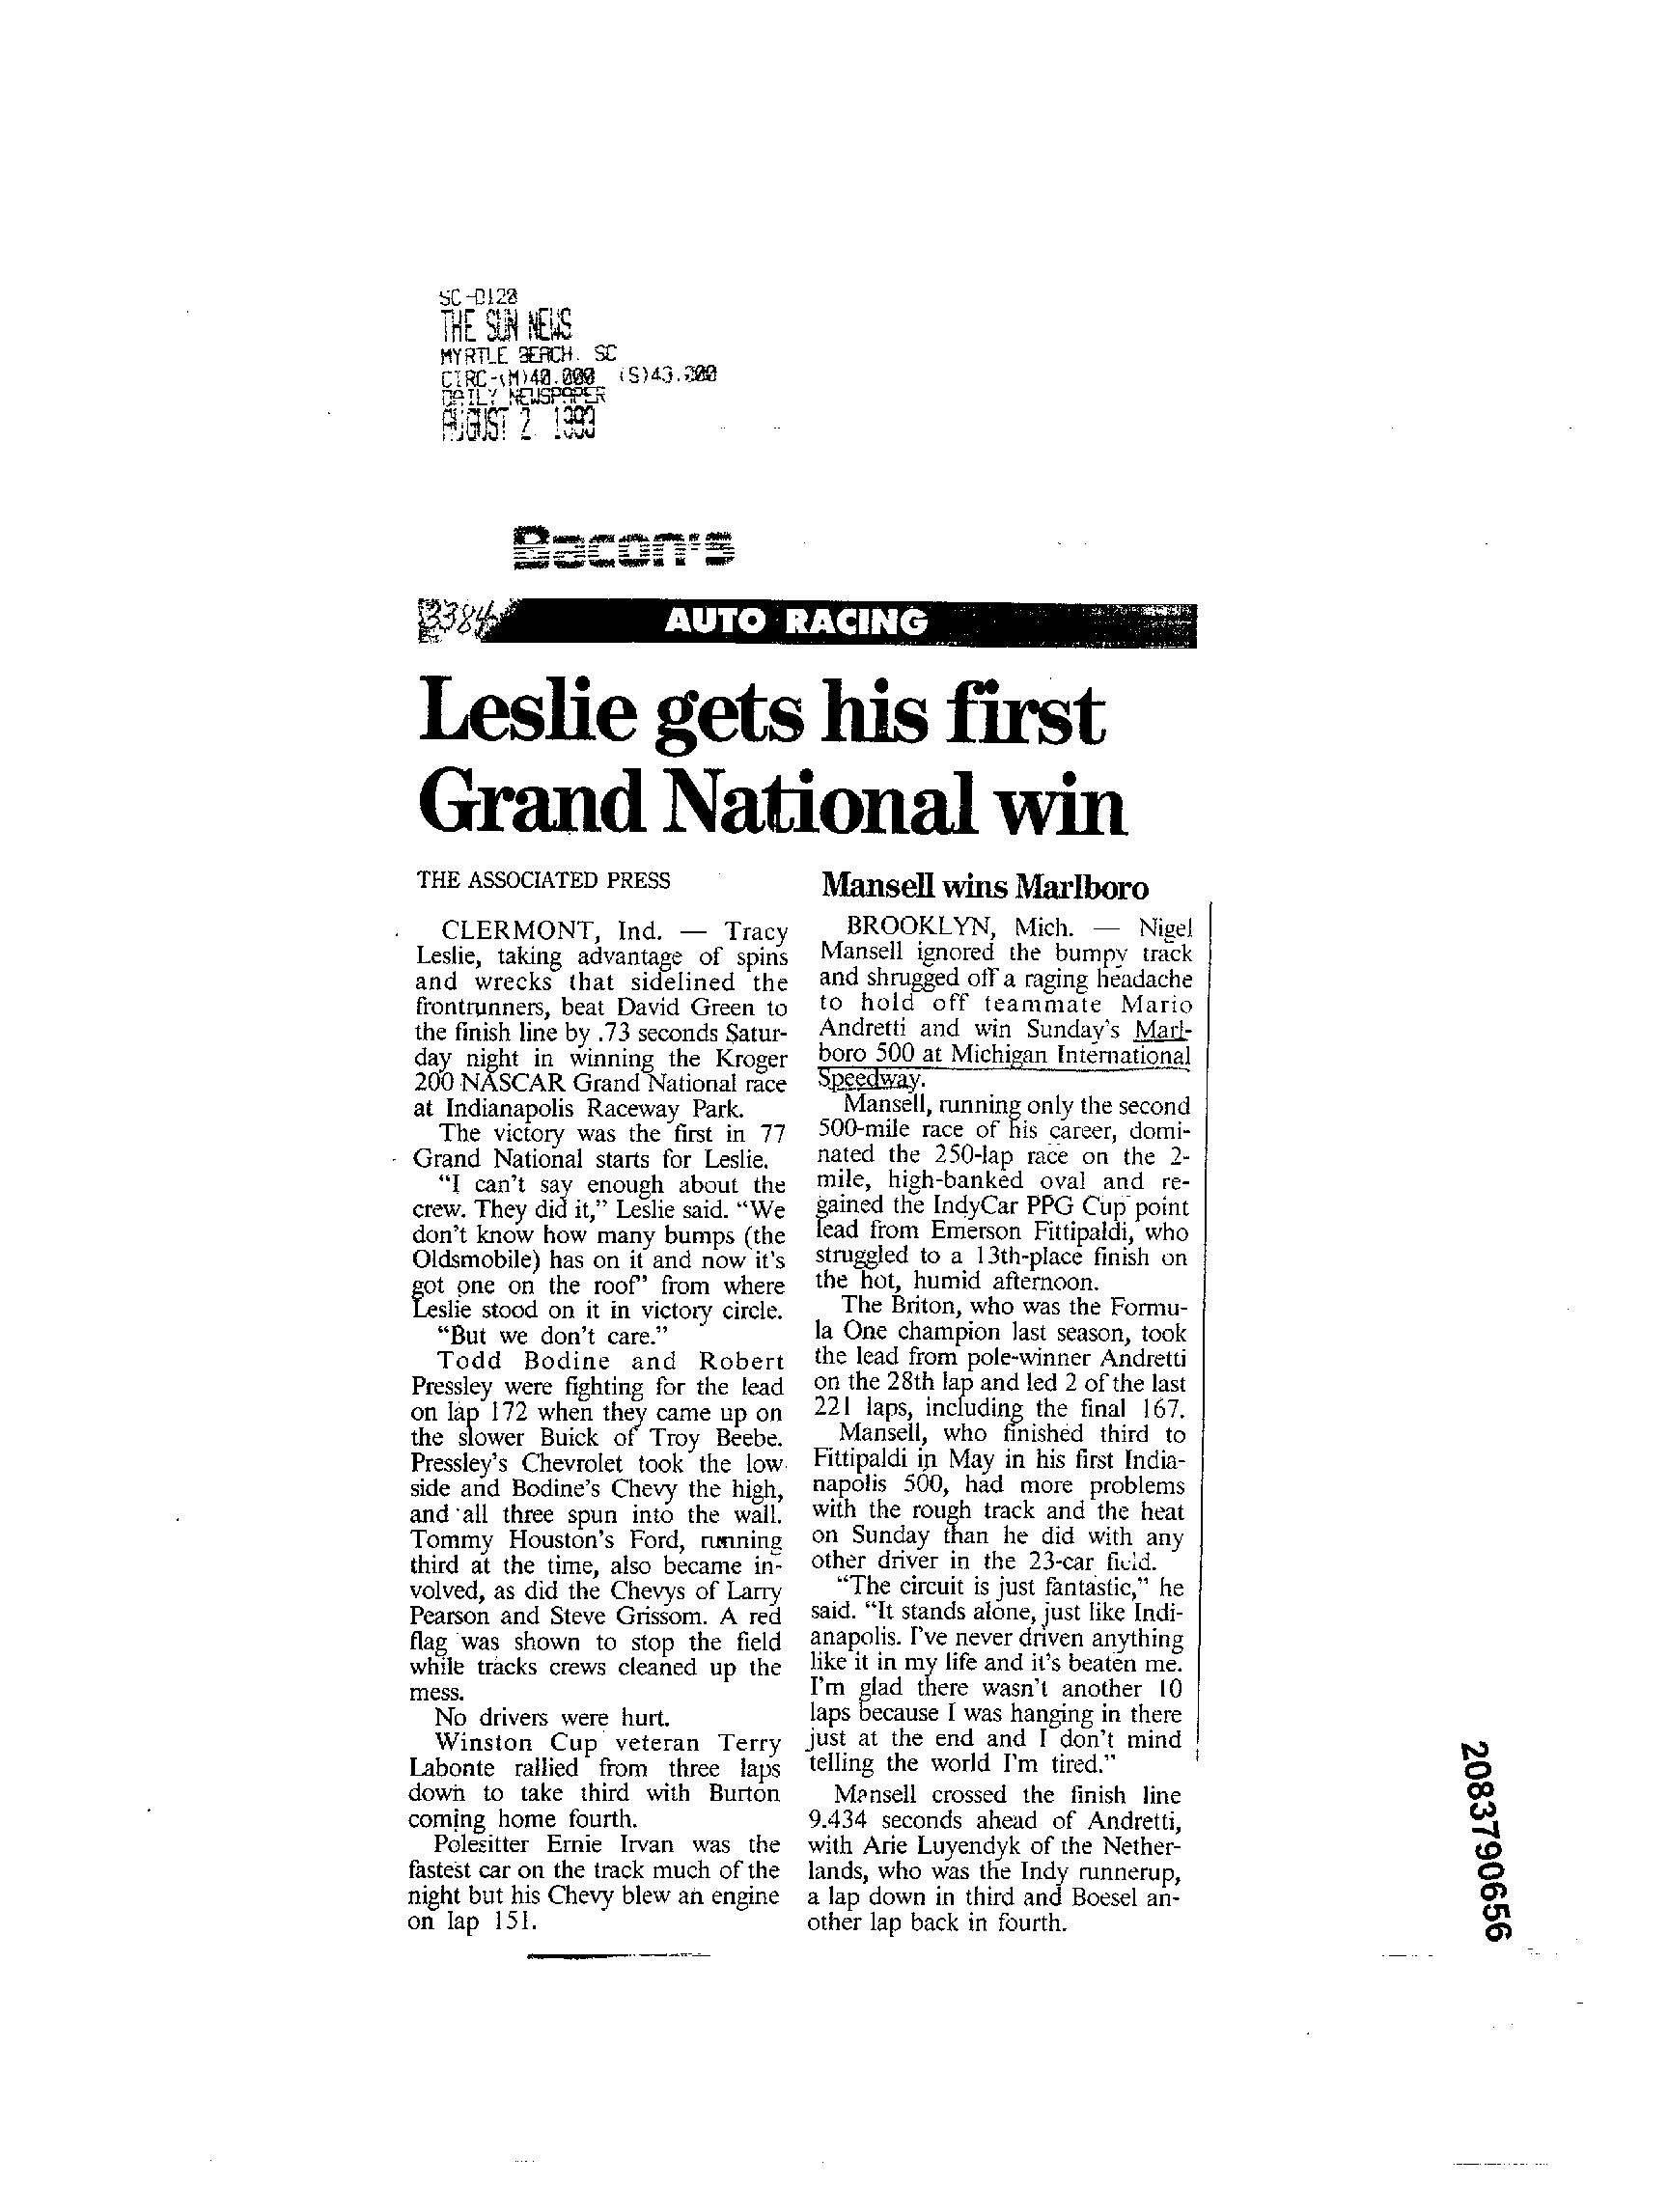 SC-D120
THE SUN NEWS
MYRTLE BEACH, SC
CIRC-(M)40,000 (S)43,000
DAILY NEWSPAPER
AUGUST 2 1993
Bacon's
3384
AUTO RACING
Leslie gets his first
Grand National win
THE ASSOCIATED PRESS
CLERMONT, Ind. — Tracy
Leslie, taking advantage of spins
and wrecks that sidelined the
frontrunners, beat David Green to
the finish line by .73 seconds Satur-
day night in winning the Kroger
200 NASCAR Grand National race
at Indianapolis Raceway Park.
The victory was the first in 77
Grand National starts for Leslie.
“I can't say enough about the
crew. They did it,” Leslie said. “We
don't know how many bumps (the
Oldsmobile) has on it and now it's
got one on the roof” from where
Leslie stood on it in victory circle.
“But we don't care.”
Todd Bodine and Robert
Pressley were fighting for the lead
on lap 172 when they came up on
the slower Buick of Troy Beebe.
Pressley's Chevrolet took the low
side and Bodine's Chevy the high,
and all three spun into the wall.
Tommy Houston's Ford, running
third at the time, also became in-
volved, as did the Chevys of Larry
Pearson and Steve Grissom. A red
flag was shown to stop the field
while tracks crews cleaned up the
mess.
No drivers were hurt.
Winston Cup veteran Terry
Labonte rallied from three laps
down to take third with Burton
coming home fourth.
Polesitter Ernie Irvan was the
fastest car on the track much of the
night but his Chevy blew an engine
on lap 151.
Mansell wins Marlboro
BROOKLYN, Mich. — Nigel
Mansell ignored the bumpy track
and shrugged off a raging headache
to hold off teammate Mario
Andretti and win Sunday's Marl-
boro 500 at Michigan International
Speedway.
Mansell, running only the second
500-mile race of his career, domi-
nated the 250-lap race on the 2-
mile, high-banked oval and re-
gained the IndyCar PPG Cup point
lead from Emerson Fittipaldi, who
struggled to a 13th-place finish on
the hot, humid afternoon.
The Briton, who was the Formu-
la One champion last season, took
the lead from pole-winner Andretti
on the 28th lap and led 2 of the last
221 laps, including the final 167.
Mansell, who finished third to
Fittipaldi in May in his first India-
napolis 500, had more problems
with the rough track and the heat
on Sunday than he did with any
other driver in the 23-car field.
“The circuit is just fantastic,” he
said. “It stands alone, just like Indi-
anapolis. I've never driven anything
like it in my life and it's beaten me.
I'm glad there wasn't another 10
laps because I was hanging in there
just at the end and I don't mind
telling the world I'm tired.”
Mansell crossed the finish line
9.434 seconds ahead of Andretti,
with Arie Luyendyk of the Nether-
lands, who was the Indy runnerup,
a lap down in third and Boesel an-
other lap back in fourth.
2083790656